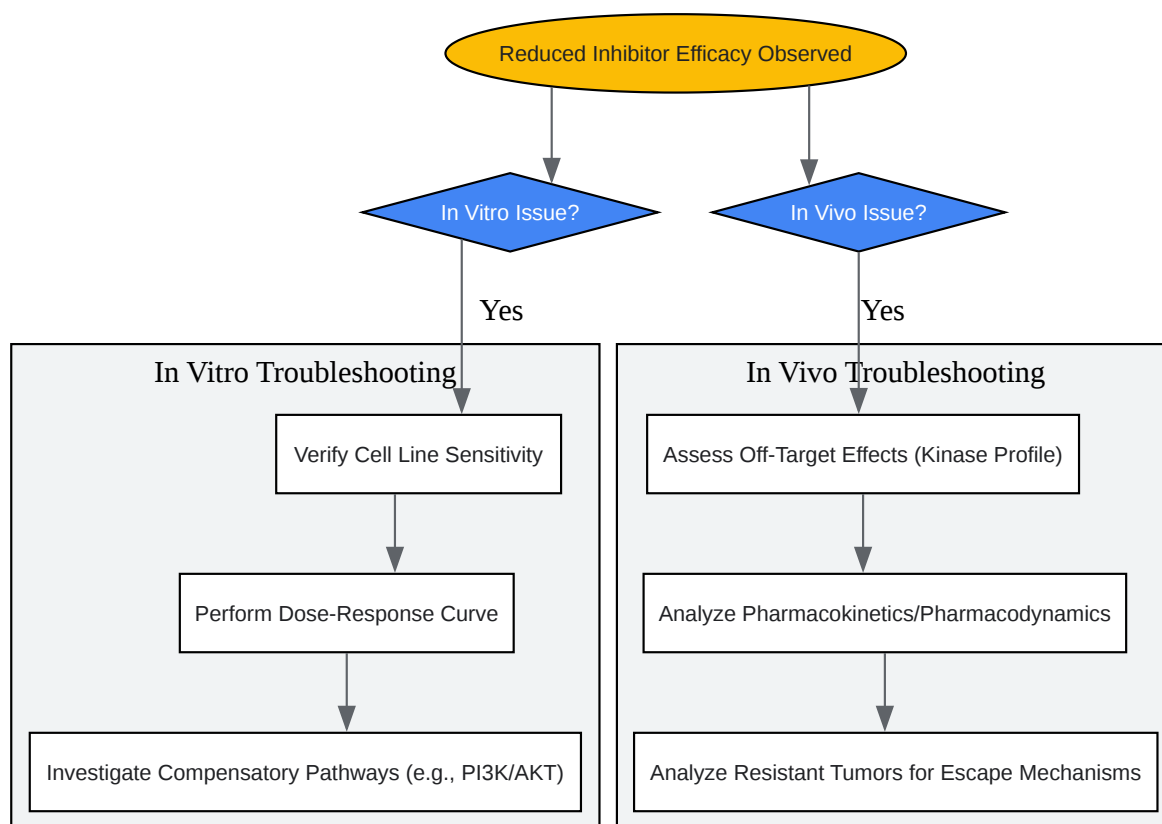 Reduced Inhibitor Efficacy Observed
In Vitro Issue?
In Vivo Issue?
Yes
Yes
In Vitro Troubleshooting
Verify Cell Line Sensitivity
Perform Dose-Response Curve
Investigate Compensatory Pathways (e.g., PI3K/AKT)
In Vivo Troubleshooting
Assess Off-Target Effects (Kinase Profile)
Analyze Pharmacokinetics/Pharmacodynamics
Analyze Resistant Tumors for Escape Mechanisms